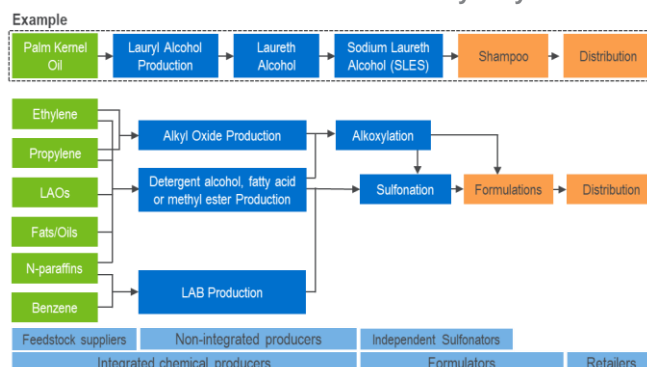 Example
Palm Kernel
Oil
Lauryl Alcohol
Production
Laureth
Alcohol
Sodium Laureth
Alcohol (SLES)
Shampoo
Distribution
Ethylene
Propylene
LAOs
Fats/Oils
N-paraffins
Benzene
Alkyl Oxide Production
Detergent alcohol, fatty acid
or methyl ester Production
LAB Production
Alkoxylation
Sulfonation
Formulations
Distribution
Feedstock suppliers
Non-integrated producers
Independent Sulfonators
Integrated chemical producers
Formulators
Retailers